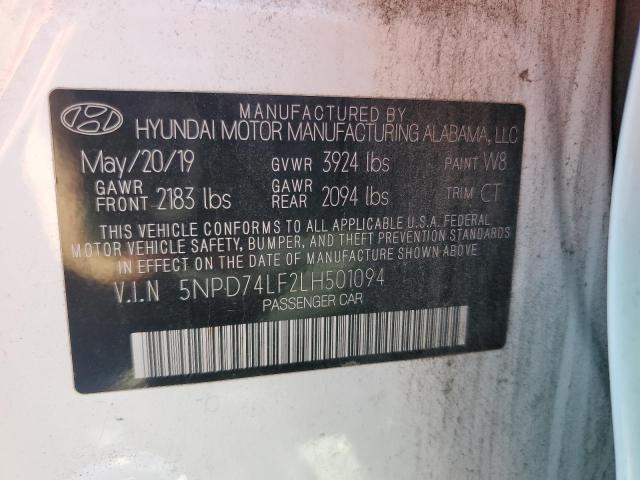 MANUFACTURED BY
HYUNDAI MOTOR MANUFACTURING ALABAMA, LLC
May/20/19 GVWR 3924 lbs PAINT W8
GAWR FRONT 2183 lbs GAWR REAR 2094 lbs TRIM CT
THIS VEHICLE CONFORMS TO ALL APPLICABLE U.S.A. FEDERAL
MOTOR VEHICLE SAFETY, BUMPER, AND THEFT PREVENTION STANDARDS
IN EFFECT ON THE DATE OF MANUFACTURE SHOWN ABOVE
V.I.N 5NPD74LF2LH501094
PASSENGER CAR